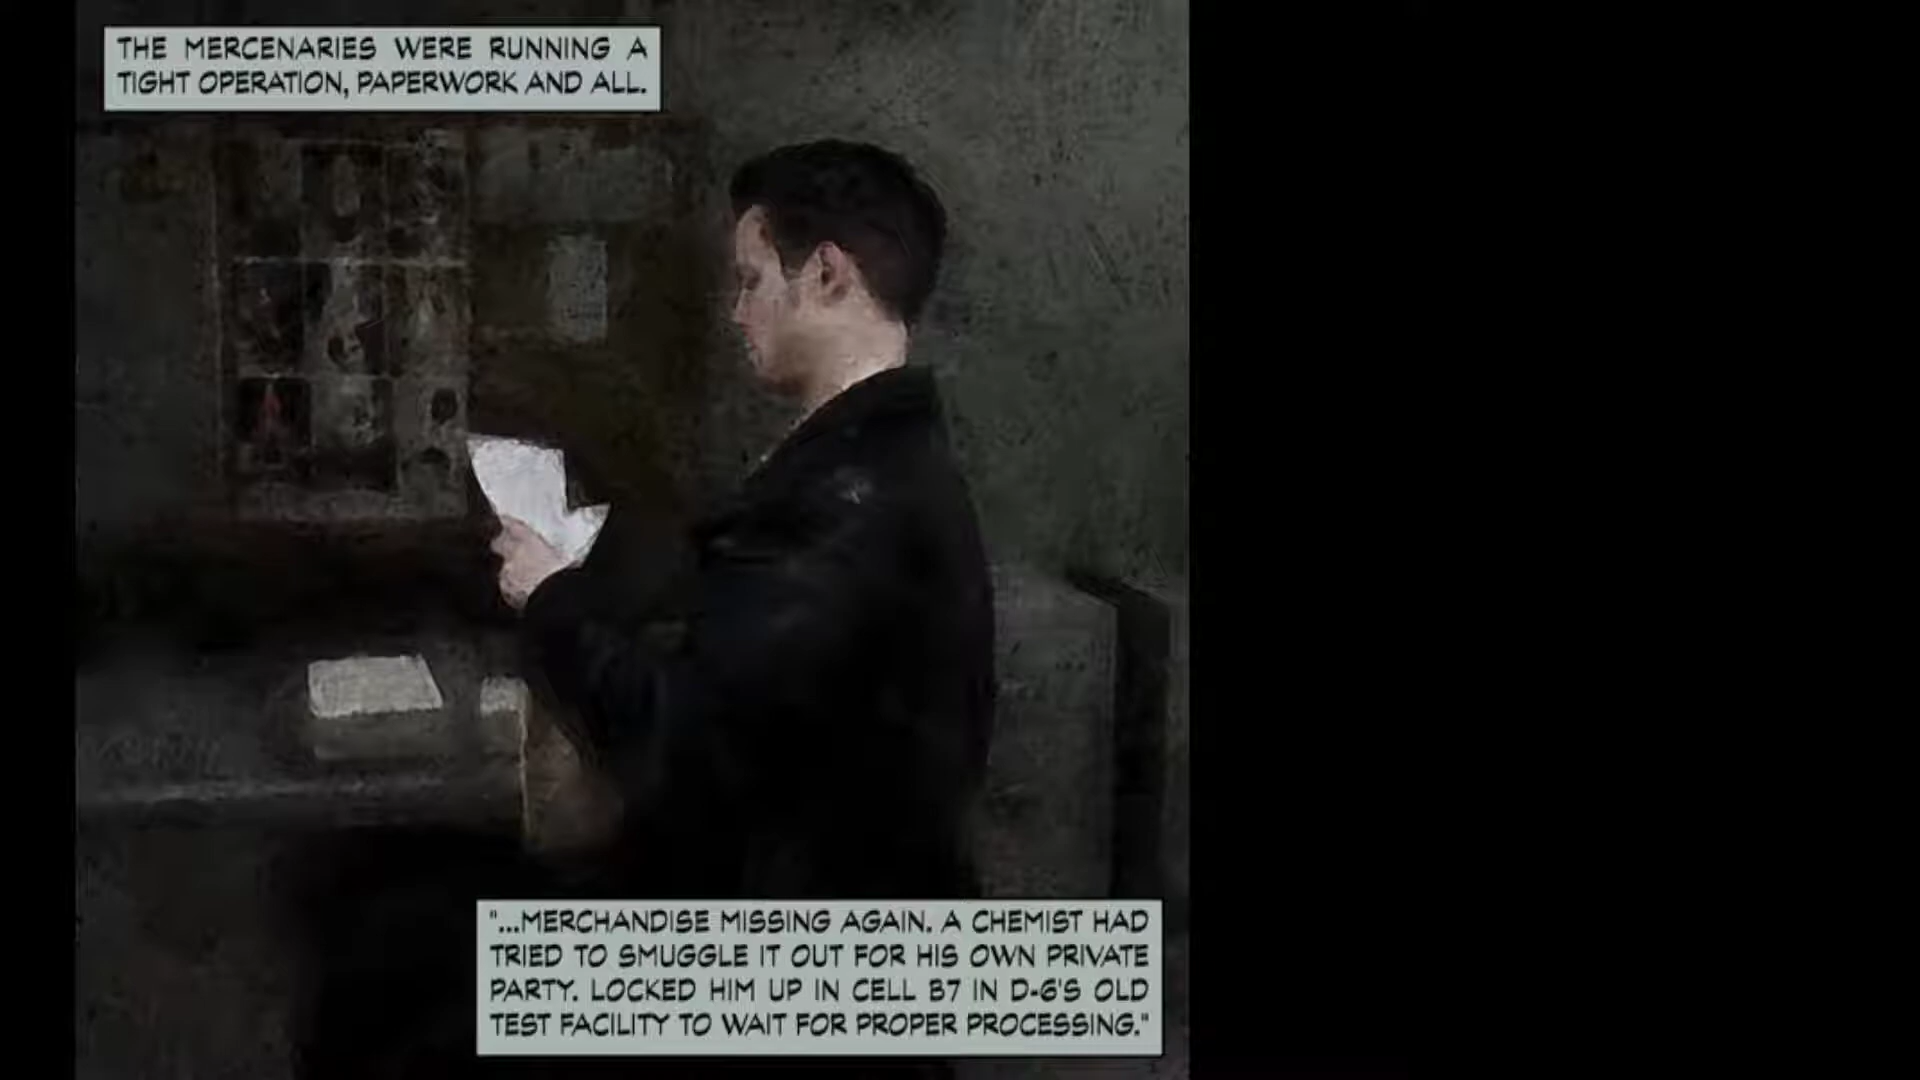 THE MERCENARIES WERE RUNNING A
TIGHT OPERATION, PAPERWORK AND ALL.
"...MERCHANDISE MISSING AGAIN. A CHEMIST HAD
TRIED TO SMUGGLE IT OUT FOR HIS OWN PRIVATE
PARTY. LOCKED HIM UP IN CELL B7 IN D-6'S OLD
TEST FACILITY TO WAIT FOR PROPER PROCESSING."